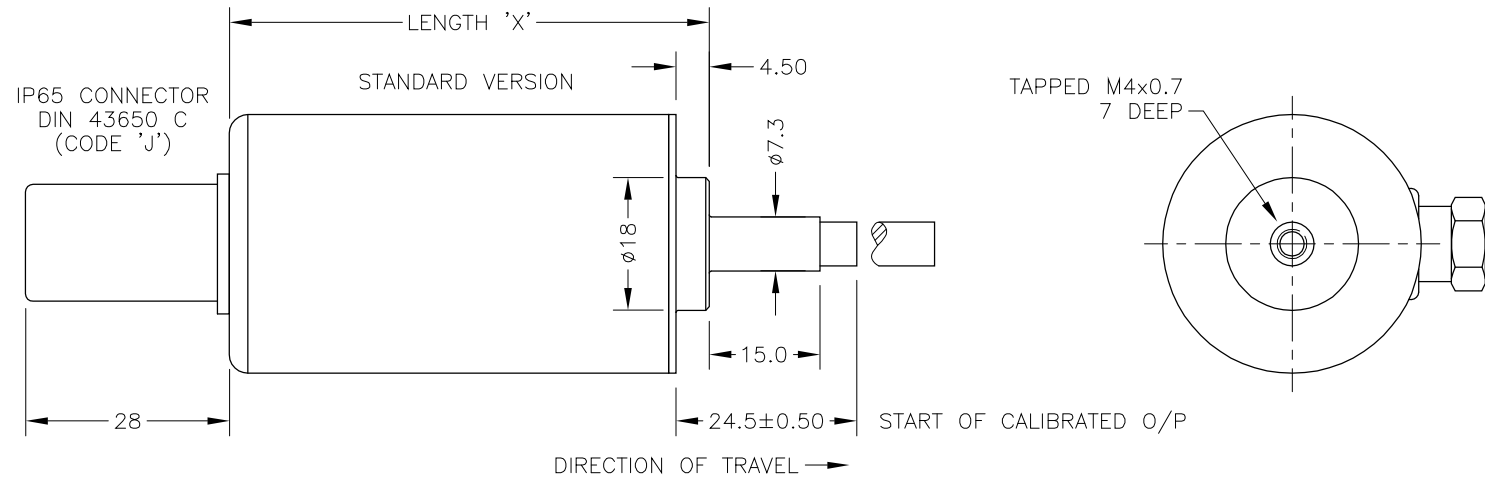 LENGTH 'X'
STANDARD VERSION
4.50
IP65 CONNECTOR
DIN 43650 C
(CODE 'J')
TAPPED M4x0.7
7 DEEP
ø7.3
ø18
15.0
28
24.5±0.50
START OF CALIBRATED O/P
DIRECTION OF TRAVEL